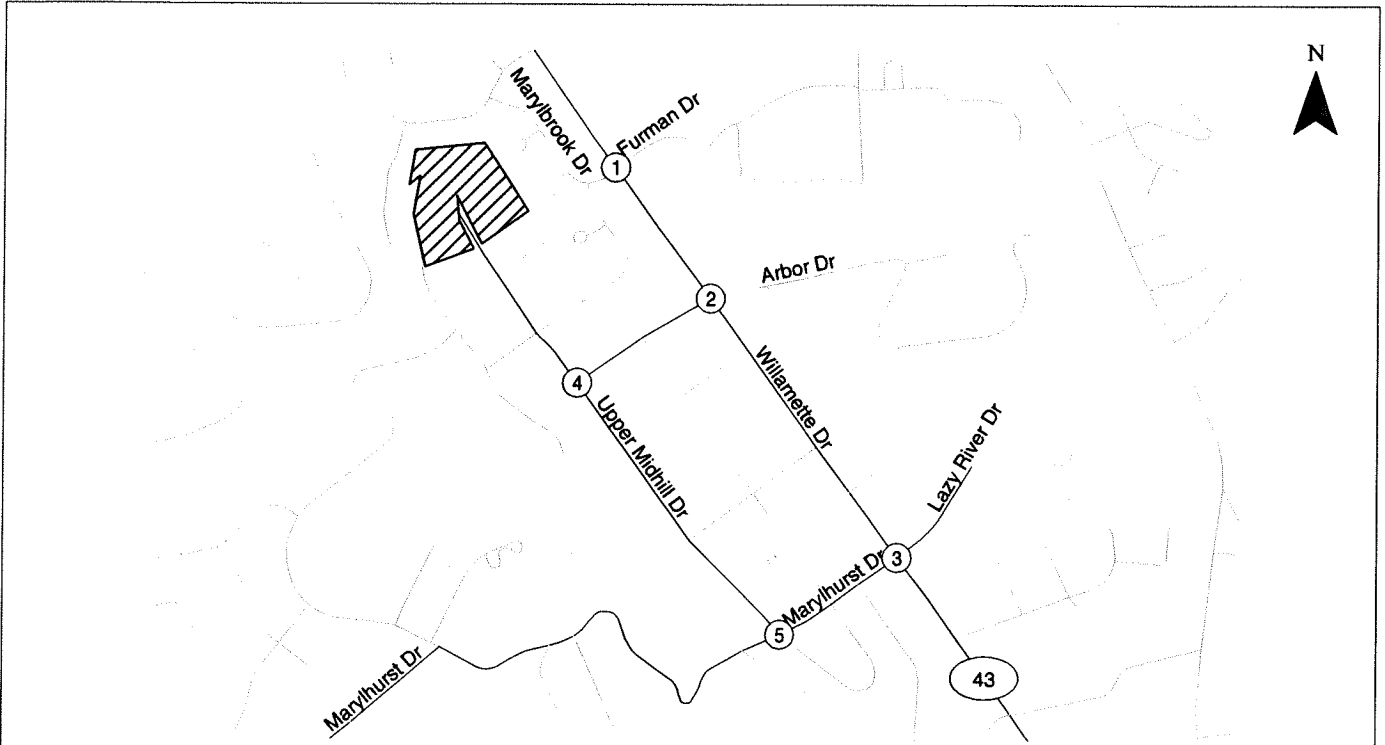 N
Marylbrook Dr
Furman Dr
1
Arbor Dr
2
Willamette Dr
4
Upper Midhill Dr
Lazy River Dr
3
Marylhurst Dr
5
43
Marylhurst Dr